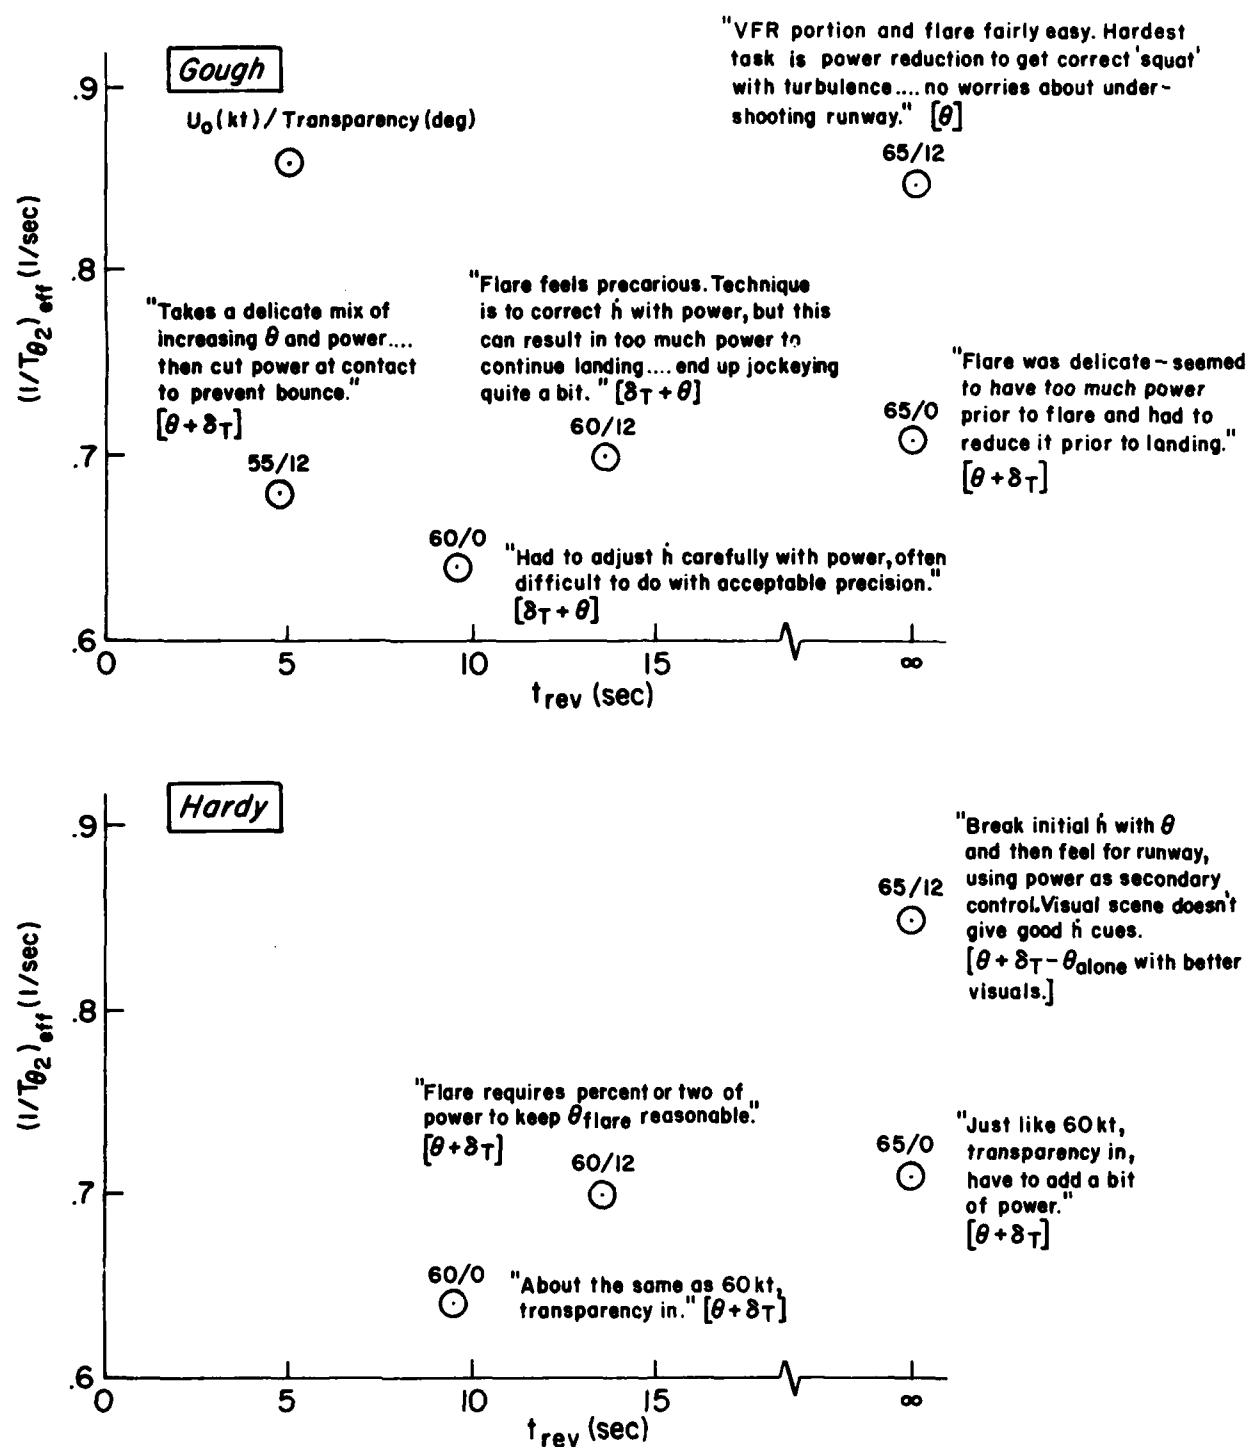 Gough
U₀(kt)/Transparency(deg)
"VFR portion and flare fairly easy. Hardest
task is power reduction to get correct 'squat'
with turbulence.... no worries about under-
shooting runway." [θ]
65/12
.9
.8
.7
.6
(1/Tθ₂)eff (1/sec)
"Takes a delicate mix of
increasing θ and power....
then cut power at contact
to prevent bounce."
[θ+δT]
55/12
"Flare feels precarious. Technique
is to correct ḣ with power, but this
can result in too much power to
continue landing.... end up jockeying
quite a bit. " [δT + θ]
60/12
"Flare was delicate – seemed
to have too much power
prior to flare and had to
reduce it prior to landing."
[θ + δT]
65/0
60/0
"Had to adjust ḣ carefully with power, often
difficult to do with acceptable precision."
[δT + θ]
0 5 10 15 ∞
trev (sec)
Hardy
"Break initial ḣ with θ
and then feel for runway,
using power as secondary
control. Visual scene doesn't
give good ḣ cues.
[θ + δT – θalone with better
visuals.]
65/12
.9
.8
.7
.6
(1/Tθ₂)eff (1/sec)
"Flare requires percent or two of
power to keep θflare reasonable."
[θ+δT]
60/12
65/0
"Just like 60 kt,
transparency in,
have to add a bit
of power."
[θ + δT]
60/0
"About the same as 60 kt,
transparency in." [θ + δT]
0 5 10 15 ∞
trev (sec)